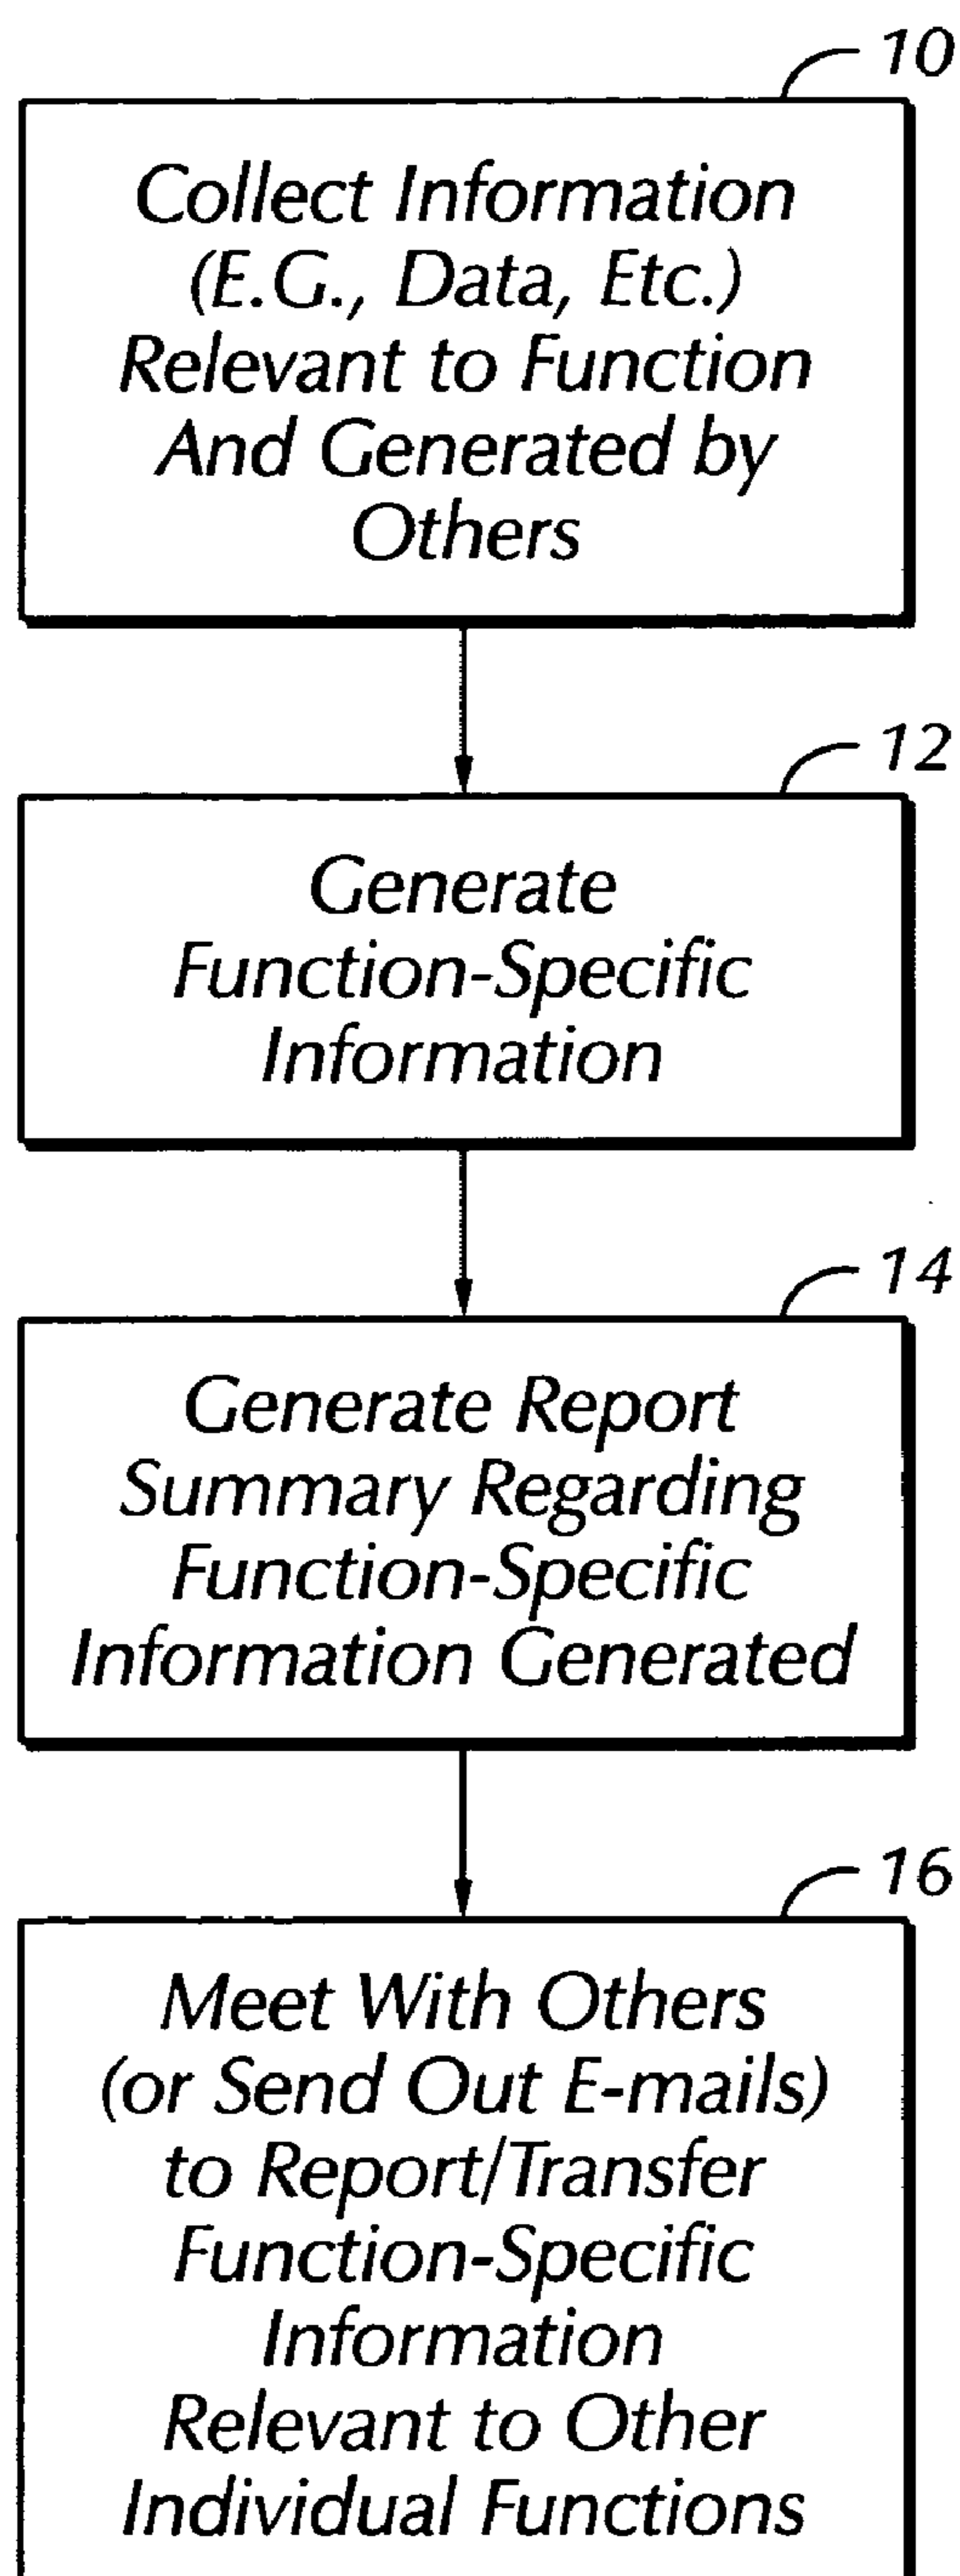 10
Collect Information
(E.G., Data, Etc.)
Relevant to Function
And Generated by
Others
12
Generate
Function-Specific
Information
14
Generate Report
Summary Regarding
Function-Specific
Information Generated
16
Meet With Others
(or Send Out E-mails)
to Report/Transfer
Function-Specific
Information
Relevant to Other
Individual Functions